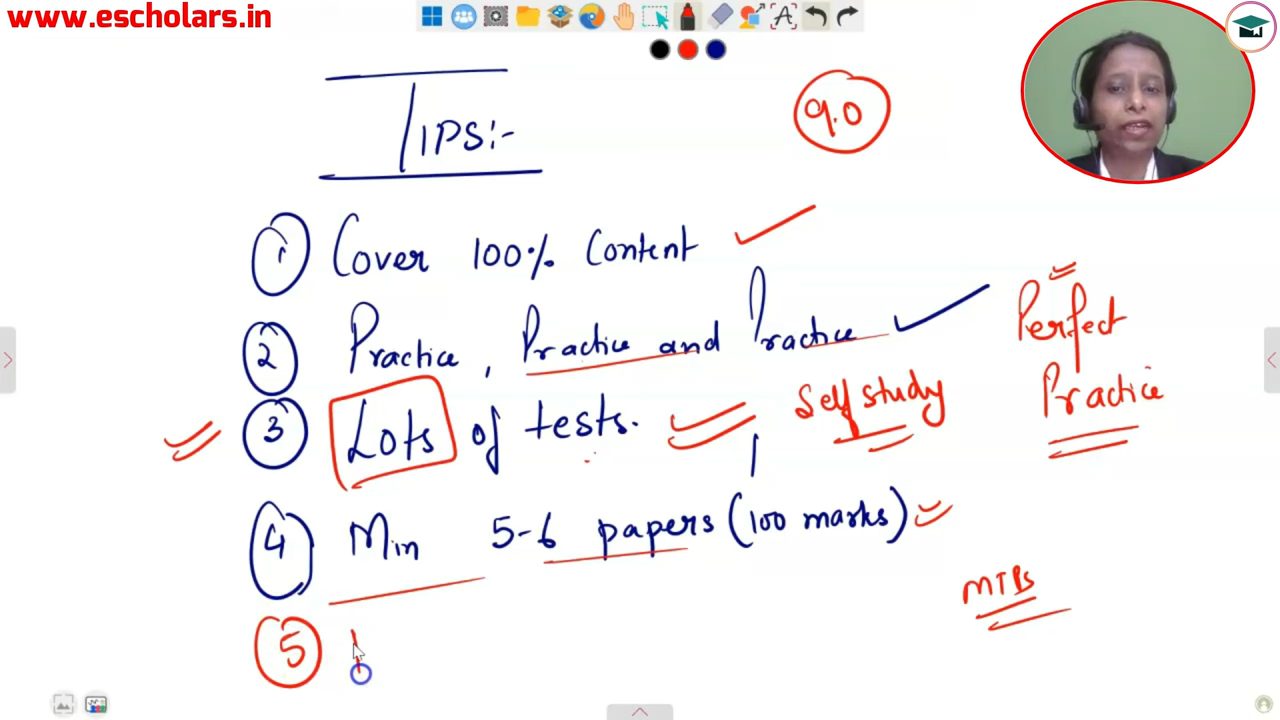 www.escholars.in
TIPS:-
9.0
1 Cover 100% Content
2 Practice, Practice and Practice
Perfect
Practice
3 Lots of tests.
Self study
4 Min 5-6 papers (100 marks)
MTPs
5